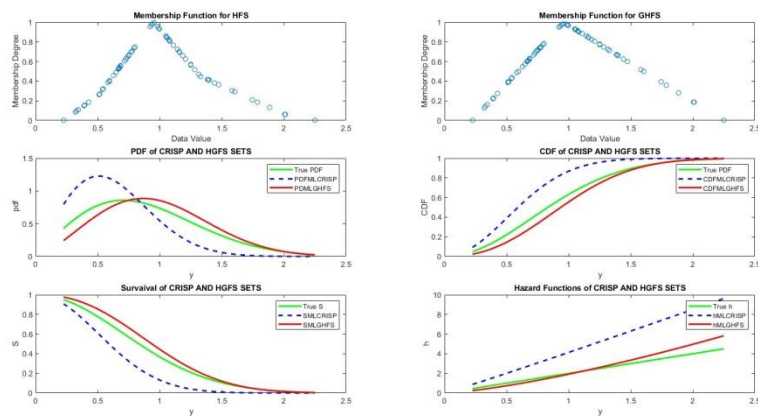 Membership Function for HFS
Membership Degree
1
0.8
0.6
0.4
0.2
0
0 0.5 1 1.5 2 2.5
Data Value
Membership Function for GHFS
Membership Degree
1
0.8
0.6
0.4
0.2
0
0 0.5 1 1.5 2 2.5
Data Value
PDF of CRISP AND HGFS SETS
pdf
1.5
1
0.5
0
True PDF
PDFMLCRISP
PDMLGHFS
0 0.5 1 1.5 2 2.5
y
CDF of CRISP AND HGFS SETS
CDF
1
0.8
0.6
0.4
0.2
0
True PDF
CDFMLCRISP
CDFMLGHFS
0 0.5 1 1.5 2 2.5
y
Survaival of CRISP AND HGFS SETS
S
1
0.8
0.6
0.4
0.2
0
True S
SMLCRISP
SMLGHFS
0 0.5 1 1.5 2 2.5
y
Hazard Functions of CRISP AND HGFS SETS
h
10
8
6
4
2
0
True h
hMLCRISP
hMLGHFS
0 0.5 1 1.5 2 2.5
y